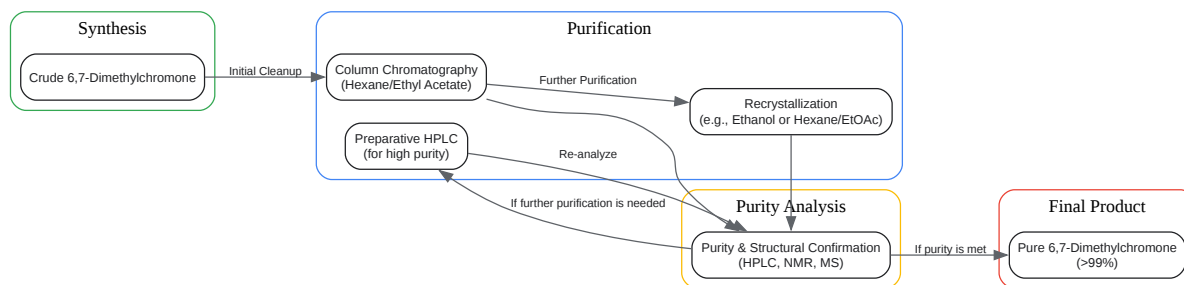 Synthesis
Crude 6,7-Dimethylchromone
Initial Cleanup
Purification
Column Chromatography
(Hexane/Ethyl Acetate)
Further Purification
Recrystallization
(e.g., Ethanol or Hexane/EtOAc)
Preparative HPLC
(for high purity)
Re-analyze
If further purification is needed
Purity Analysis
Purity & Structural Confirmation
(HPLC, NMR, MS)
If purity is met
Final Product
Pure 6,7-Dimethylchromone
(>99%)